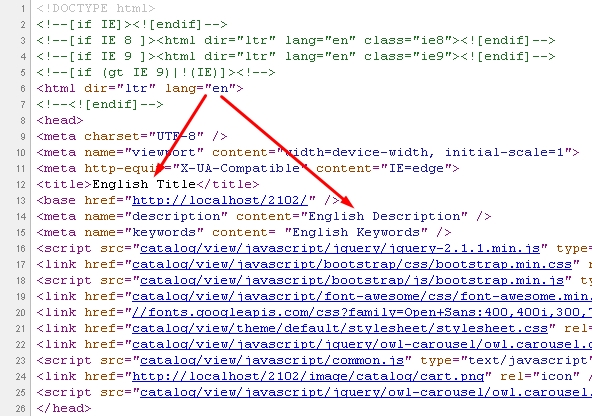 1 <!DOCTYPE html>
2 <!--[if IE]><![endif]-->
3 <!--[if IE 8 ]><html dir="ltr" lang="en" class="ie8"><![endif]-->
4 <!--[if IE 9 ]><html dir="ltr" lang="en" class="ie9"><![endif]-->
5 <!--[if (gt IE 9)|!(IE)]><!-->
6 <html dir="ltr" lang="en">
7 <!--<![endif]-->
8 <head>
9 <meta charset="UTF-8" />
10 <meta name="viewport" content="width=device-width, initial-scale=1">
11 <meta http-equiv="X-UA-Compatible" content="IE=edge">
12 <title>English Title</title>
13 <base href="http://localhost/2102/" />
14 <meta name="description" content="English Description" />
15 <meta name="keywords" content= "English Keywords" />
16 <script src="catalog/view/javascript/jquery/jquery-2.1.1.min.js" type=
17 <link href="catalog/view/javascript/bootstrap/css/bootstrap.min.css" r
18 <script src="catalog/view/javascript/bootstrap/js/bootstrap.min.js" ty
19 <link href="catalog/view/javascript/font-awesome/css/font-awesome.min.
20 <link href="//fonts.googleapis.com/css?family=Open+Sans:400,400i,300,7
21 <link href="catalog/view/theme/default/stylesheet/stylesheet.css" rel=
22 <link href="catalog/view/javascript/jquery/owl-carousel/owl.carousel.c
23 <script src="catalog/view/javascript/common.js" type="text/javascript"
24 <link href="http://localhost/2102/image/catalog/cart.png" rel="icon" /
25 <script src="catalog/view/javascript/jquery/owl-carousel/owl.carousel.
26 </head>